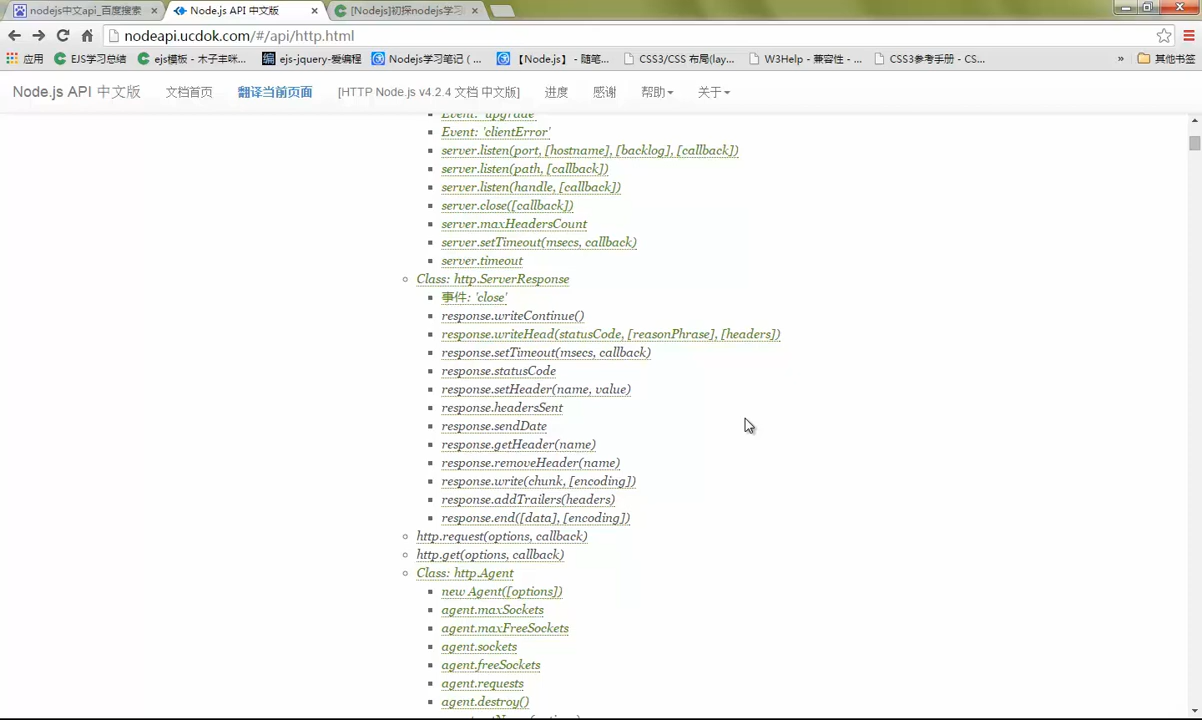 nodejs中文api_百度搜索
Node.js API 中文版
[Nodejs]初探nodejs学习
nodeapi.ucdok.com/#/api/http.html
应用
EJS学习总结
ejs模板 - 木子丰咪...
ejs-jquery-爱编程
Nodejs学习笔记 ( ...
【Node.js】 - 随笔...
CSS3/CSS 布局(lay...
W3Help - 兼容性 - ...
CSS3参考手册 - CS...
»
其他书签
Node.js API 中文版
文档首页
翻译当前页面
[HTTP Node.js v4.2.4 文档 中文版]
进度
感谢
帮助
关于
Event: 'upgrade'
Event: 'clientError'
server.listen(port, [hostname], [backlog], [callback])
server.listen(path, [callback])
server.listen(handle, [callback])
server.close([callback])
server.maxHeadersCount
server.setTimeout(msecs, callback)
server.timeout
Class: http.ServerResponse
事件: 'close'
response.writeContinue()
response.writeHead(statusCode, [reasonPhrase], [headers])
response.setTimeout(msecs, callback)
response.statusCode
response.setHeader(name, value)
response.headersSent
response.sendDate
response.getHeader(name)
response.removeHeader(name)
response.write(chunk, [encoding])
response.addTrailers(headers)
response.end([data], [encoding])
http.request(options, callback)
http.get(options, callback)
Class: http.Agent
new Agent([options])
agent.maxSockets
agent.maxFreeSockets
agent.sockets
agent.freeSockets
agent.requests
agent.destroy()